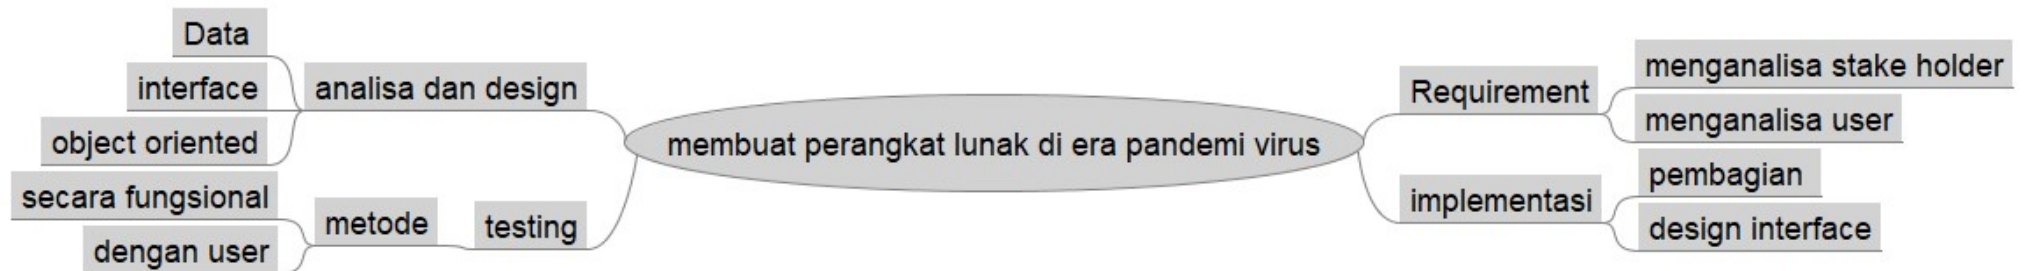 Data
interface
object oriented
analisa dan design
secara fungsional
dengan user
metode
testing
membuat perangkat lunak di era pandemi virus
Requirement
menganalisa stake holder
menganalisa user
implementasi
pembagian
design interface